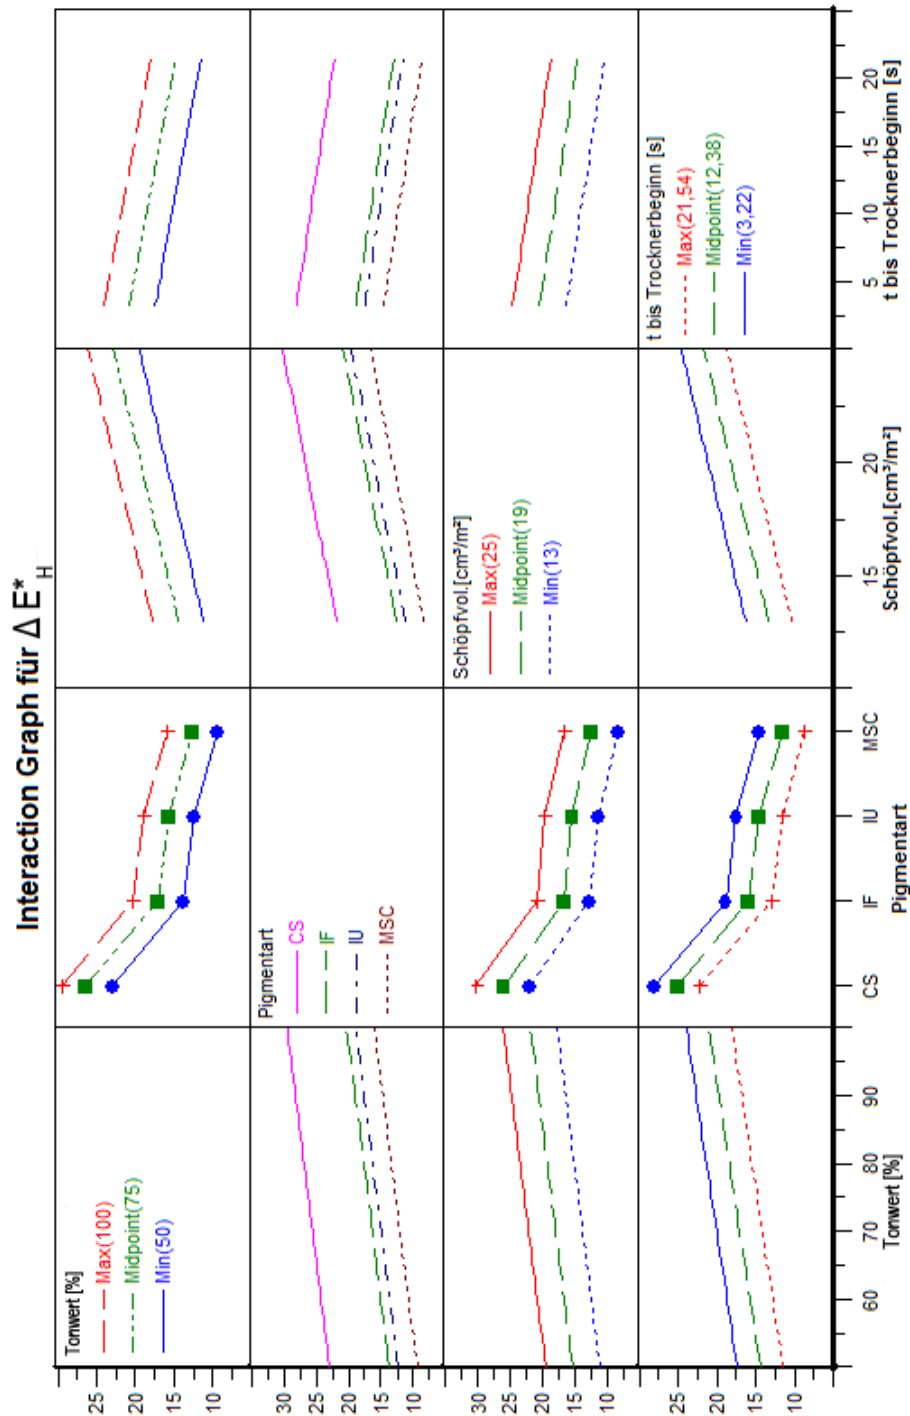 Interaction Graph für Δ E*H
Tonwert [%]
Max(100)
Midpoint(75)
Min(50)
25
20
15
10
Pigmentart
CS
IF
IU
MSC
30
25
20
15
10
Schöpfvol.[cm³/m²]
Max(25)
Midpoint(19)
Min(13)
30
25
20
15
10
t bis Trocknerbeginn [s]
Max(21,54)
Midpoint(12,38)
Min(3,22)
25
20
15
10
60 70 80 90
Tonwert [%]
CS IF IU MSC
Pigmentart
15 20
Schöpfvol.[cm³/m²]
5 10 15 20
t bis Trocknerbeginn [s]